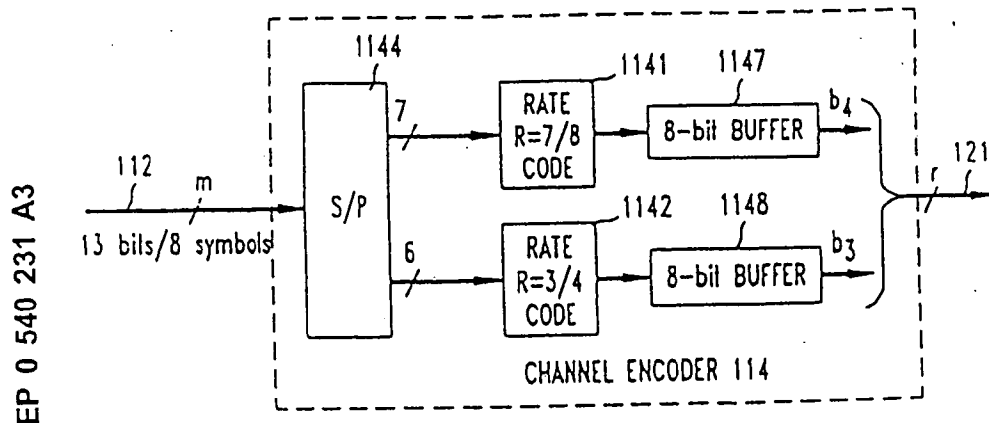 EP 0 540 231 A3
112
m
13 bils/8 symbols
1144
S/P
7
6
1141
RATE
R=7/8
CODE
1147
8-bit BUFFER
b4
1142
RATE
R=3/4
CODE
1148
8-bit BUFFER
b3
r
121
CHANNEL ENCODER 114